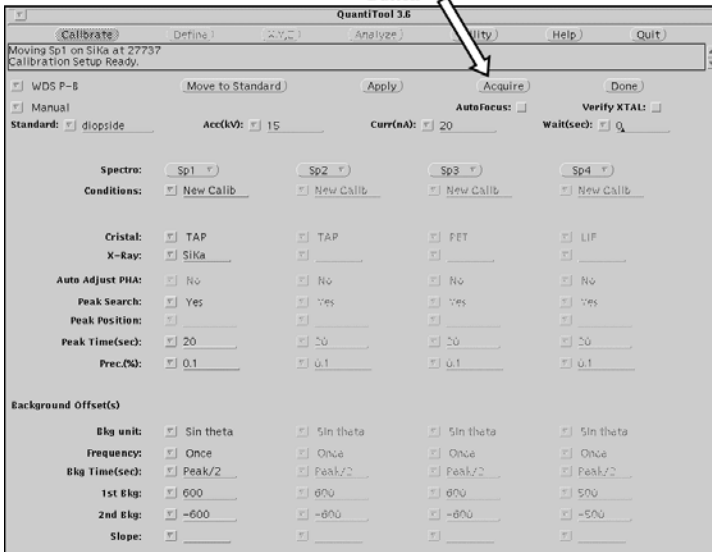 QuantiTool 3.6
Calibrate Define X,Y,Z Analyze Utility Help Quit
Moving Sp1 on SiKa at 27737
Calibration Setup Ready.
WDS P-B Move to Standard Apply Acquire Done
Manual AutoFocus: Verify XTAL:
Standard: diopside Acc(kV): 15 Curr(nA): 20 Wait(sec): 0
Spectro: Sp1 Sp2 Sp3 Sp4
Conditions: New Calib New Calib New Calib New Calib
Cristal: TAP TAP PET LIF
X-Ray: SiKa
Auto Adjust PHA: No No No No
Peak Search: Yes Yes Yes Yes
Peak Position:
Peak Time(sec): 20 20 20 20
Prec.(%): 0.1 0.1 0.1 0.1
Background Offset(s)
Bkg unit: Sin theta Sin theta Sin theta Sin theta
Frequency: Once Once Once Once
Bkg Time(sec): Peak/2 Peak/2 Peak/2 Peak/2
1st Bkg: 600 600 600 500
2nd Bkg: -600 -600 -600 -500
Slope: